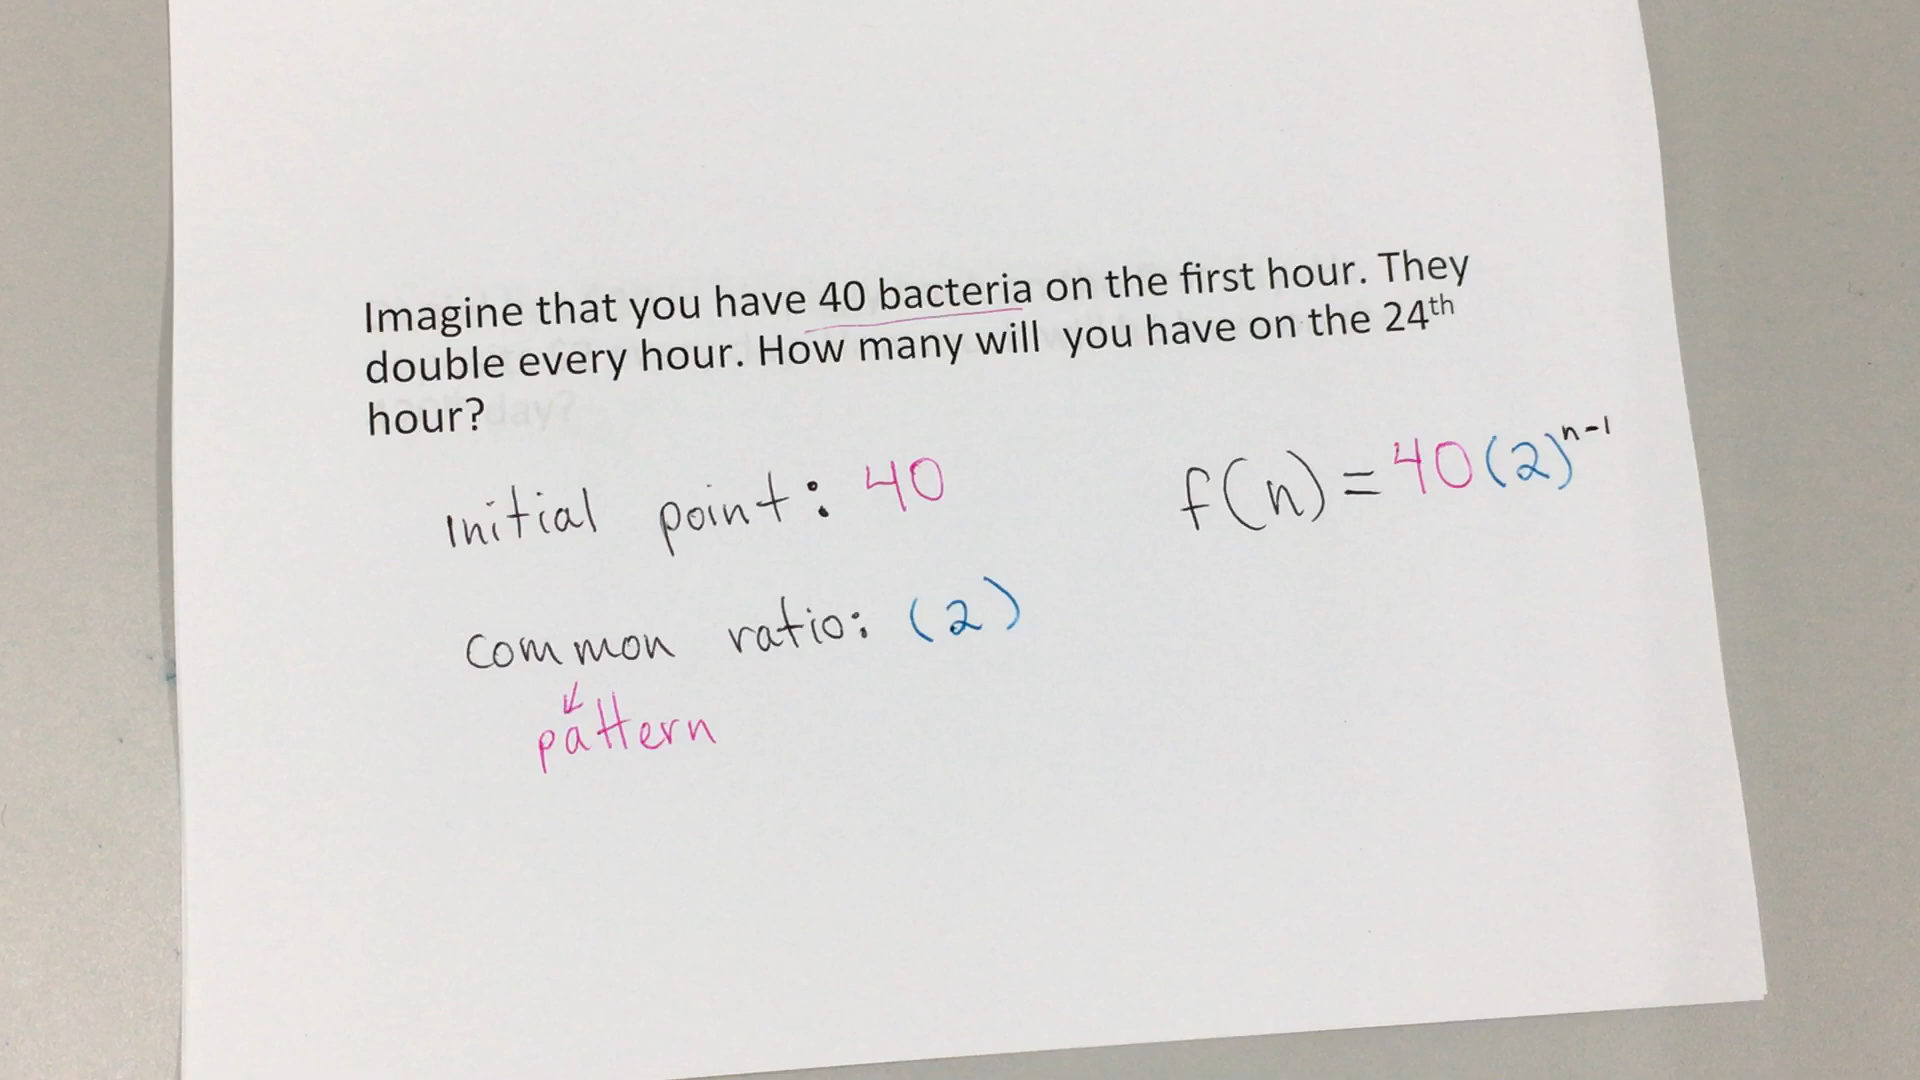 Imagine that you have 40 bacteria on the first hour. They
double every hour. How many will you have on the 24th
hour?
initial point: 40
f(n) = 40(2)^n-1
common ratio: (2)
pattern